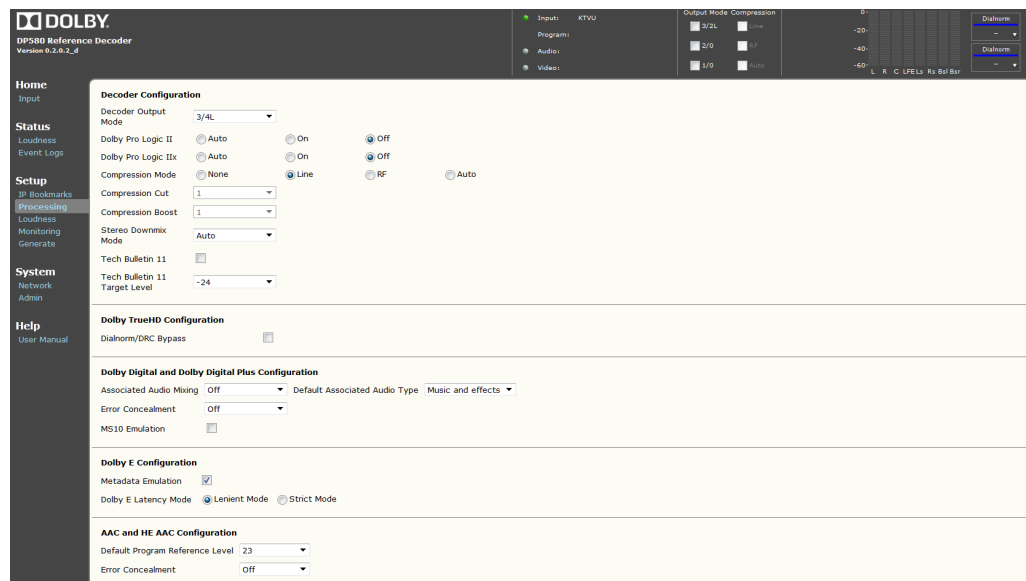 DOLBY.
DP580 Reference Decoder
Version 0.2.0.2_d
Input: KTVU
Program:
Audio:
Video:
Output Mode Compression
3/2L Line
2/0 RF
1/0 Auto
0-
-20-
-40-
-60-
L R C LFE Ls Rs Bsl Bsr
Dialnorm
-
Dialnorm
-
Home
Input
Status
Loudness
Event Logs
Setup
IP Bookmarks
Processing
Loudness
Monitoring
Generate
System
Network
Admin
Help
User Manual
Decoder Configuration
Decoder Output
Mode
3/4L
Dolby Pro Logic II Auto On Off
Dolby Pro Logic IIx Auto On Off
Compression Mode None Line RF Auto
Compression Cut 1
Compression Boost 1
Stereo Downmix
Mode
Auto
Tech Bulletin 11
Tech Bulletin 11
Target Level
-24
Dolby TrueHD Configuration
Dialnorm/DRC Bypass
Dolby Digital and Dolby Digital Plus Configuration
Associated Audio Mixing Off Default Associated Audio Type Music and effects
Error Concealment Off
MS10 Emulation
Dolby E Configuration
Metadata Emulation
Dolby E Latency Mode Lenient Mode Strict Mode
AAC and HE AAC Configuration
Default Program Reference Level 23
Error Concealment Off